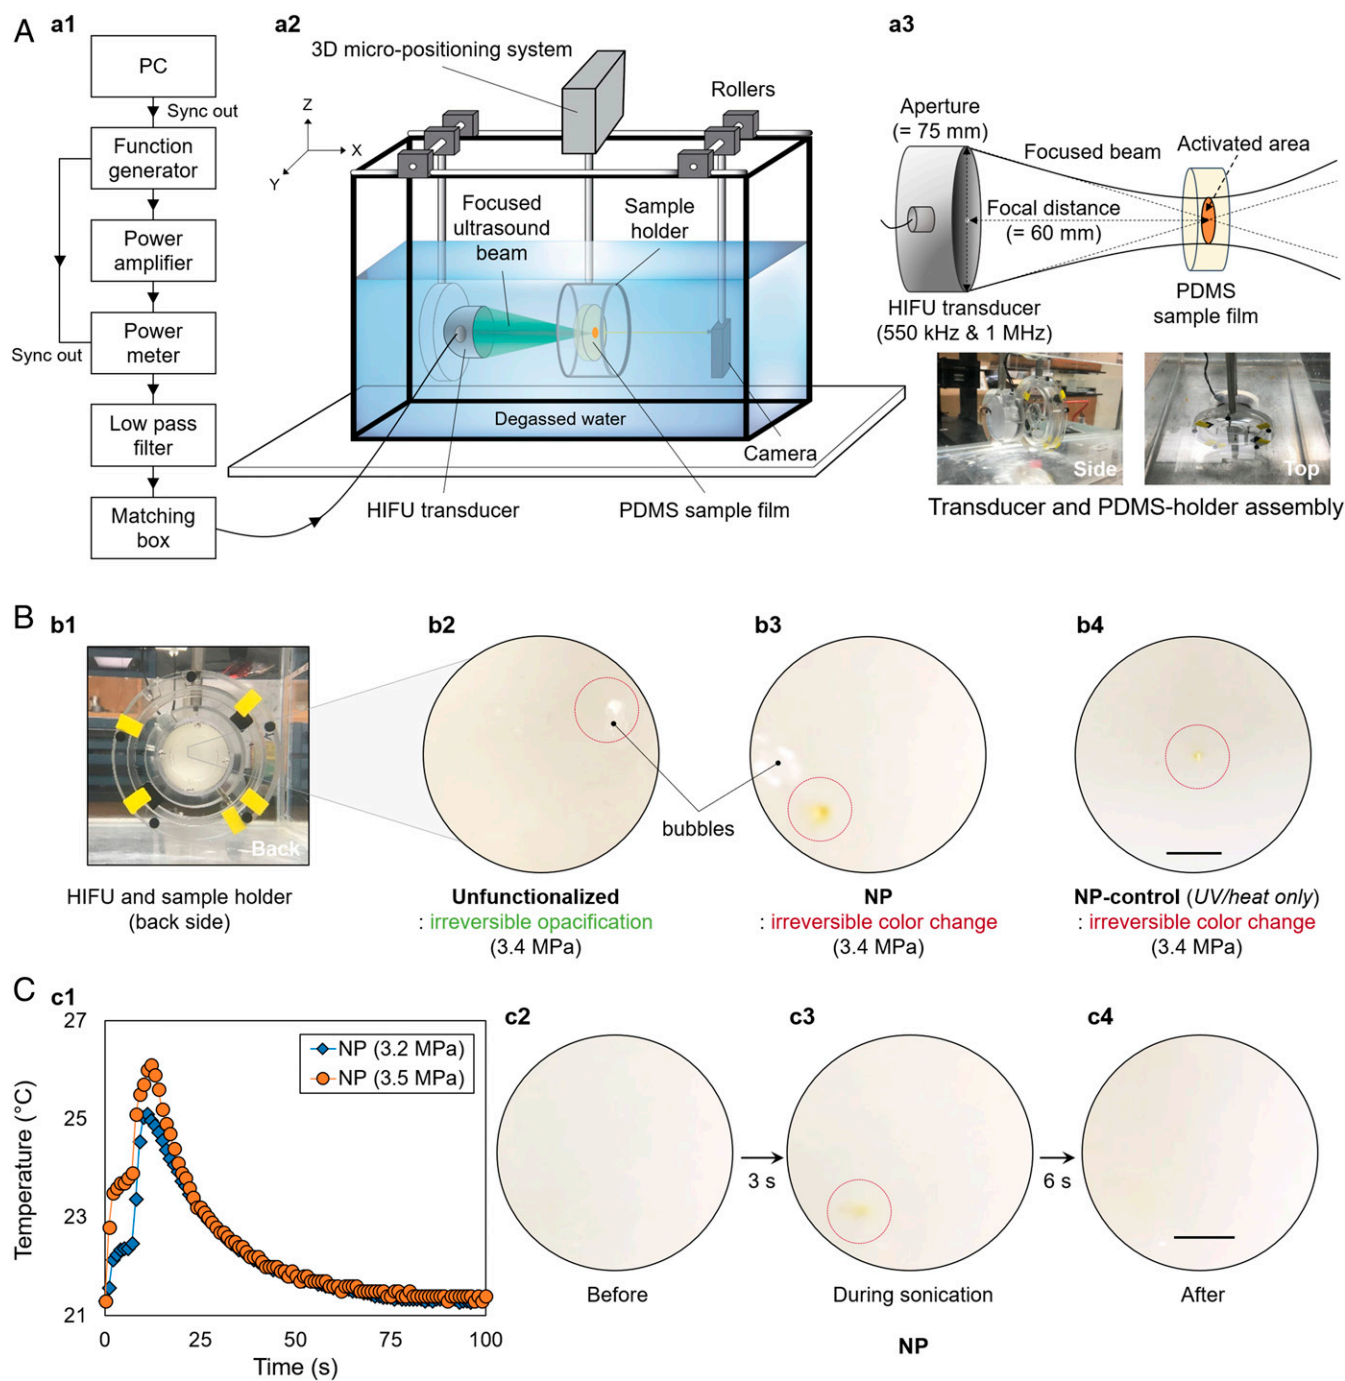 A
a1
PC
Sync out
Function
generator
Power
amplifier
Power
meter
Sync out
Low pass
filter
Matching
box
a2
3D micro-positioning system
Rollers
Z
X
Y
Focused
ultrasound
beam
Sample
holder
Degassed water
Camera
HIFU transducer
PDMS sample film
a3
Aperture
(= 75 mm)
Focused beam
Activated area
Focal distance
(= 60 mm)
HIFU transducer
(550 kHz & 1 MHz)
PDMS
sample film
Side
Top
Transducer and PDMS-holder assembly
B
b1
Back
HIFU and sample holder
(back side)
b2
bubbles
Unfunctionalized
: irreversible opacification
(3.4 MPa)
b3
NP
: irreversible color change
(3.4 MPa)
b4
NP-control (UV/heat only)
: irreversible color change
(3.4 MPa)
C
c1
27
25
23
21
Temperature (°C)
NP (3.2 MPa)
NP (3.5 MPa)
0
25
50
75
100
Time (s)
c2
Before
3 s
c3
During sonication
6 s
c4
After
NP